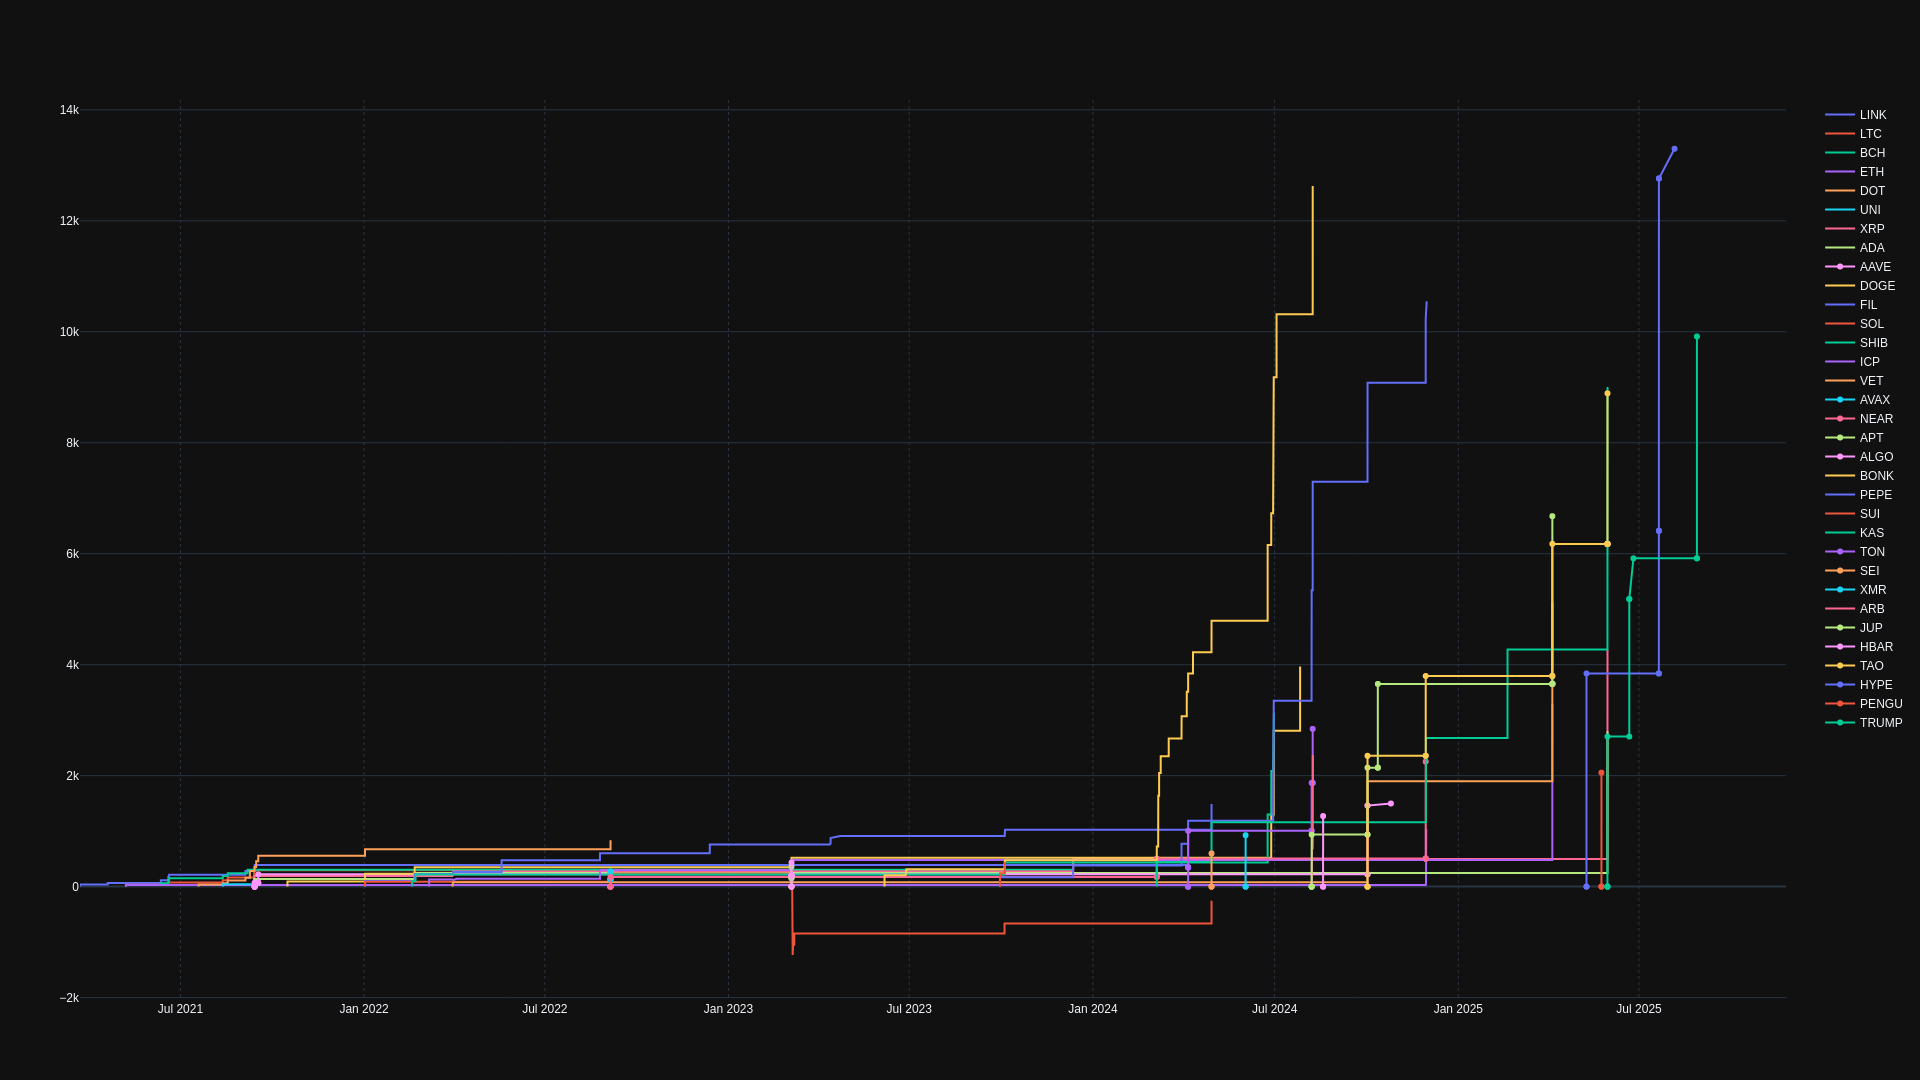 14k
12k
10k
8k
6k
4k
2k
0
−2k
Jul 2021
Jan 2022
Jul 2022
Jan 2023
Jul 2023
Jan 2024
Jul 2024
Jan 2025
Jul 2025
LINK
LTC
BCH
ETH
DOT
UNI
XRP
ADA
AAVE
DOGE
FIL
SOL
SHIB
ICP
VET
AVAX
NEAR
APT
ALGO
BONK
PEPE
SUI
KAS
TON
SEI
XMR
ARB
JUP
HBAR
TAO
HYPE
PENGU
TRUMP